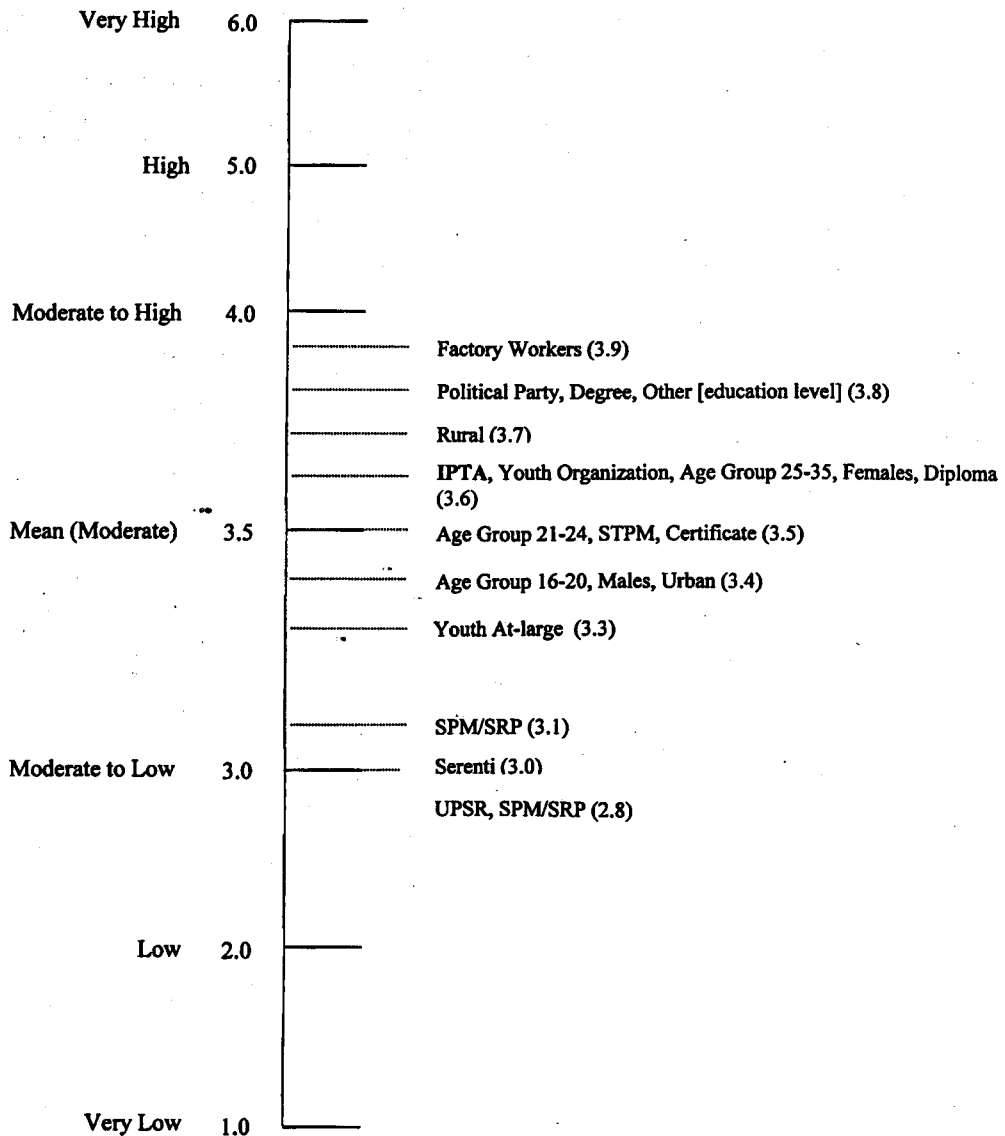 Very High 6.0
High 5.0
Moderate to High 4.0
Factory Workers (3.9)
Political Party, Degree, Other [education level] (3.8)
Rural (3.7)
IPTA, Youth Organization, Age Group 25-35, Females, Diploma
(3.6)
Mean (Moderate) 3.5 Age Group 21-24, STPM, Certificate (3.5)
Age Group 16-20, Males, Urban (3.4)
Youth At-large (3.3)
SPM/SRP (3.1)
Moderate to Low 3.0 Serenti (3.0)
UPSR, SPM/SRP (2.8)
Low 2.0
Very Low 1.0